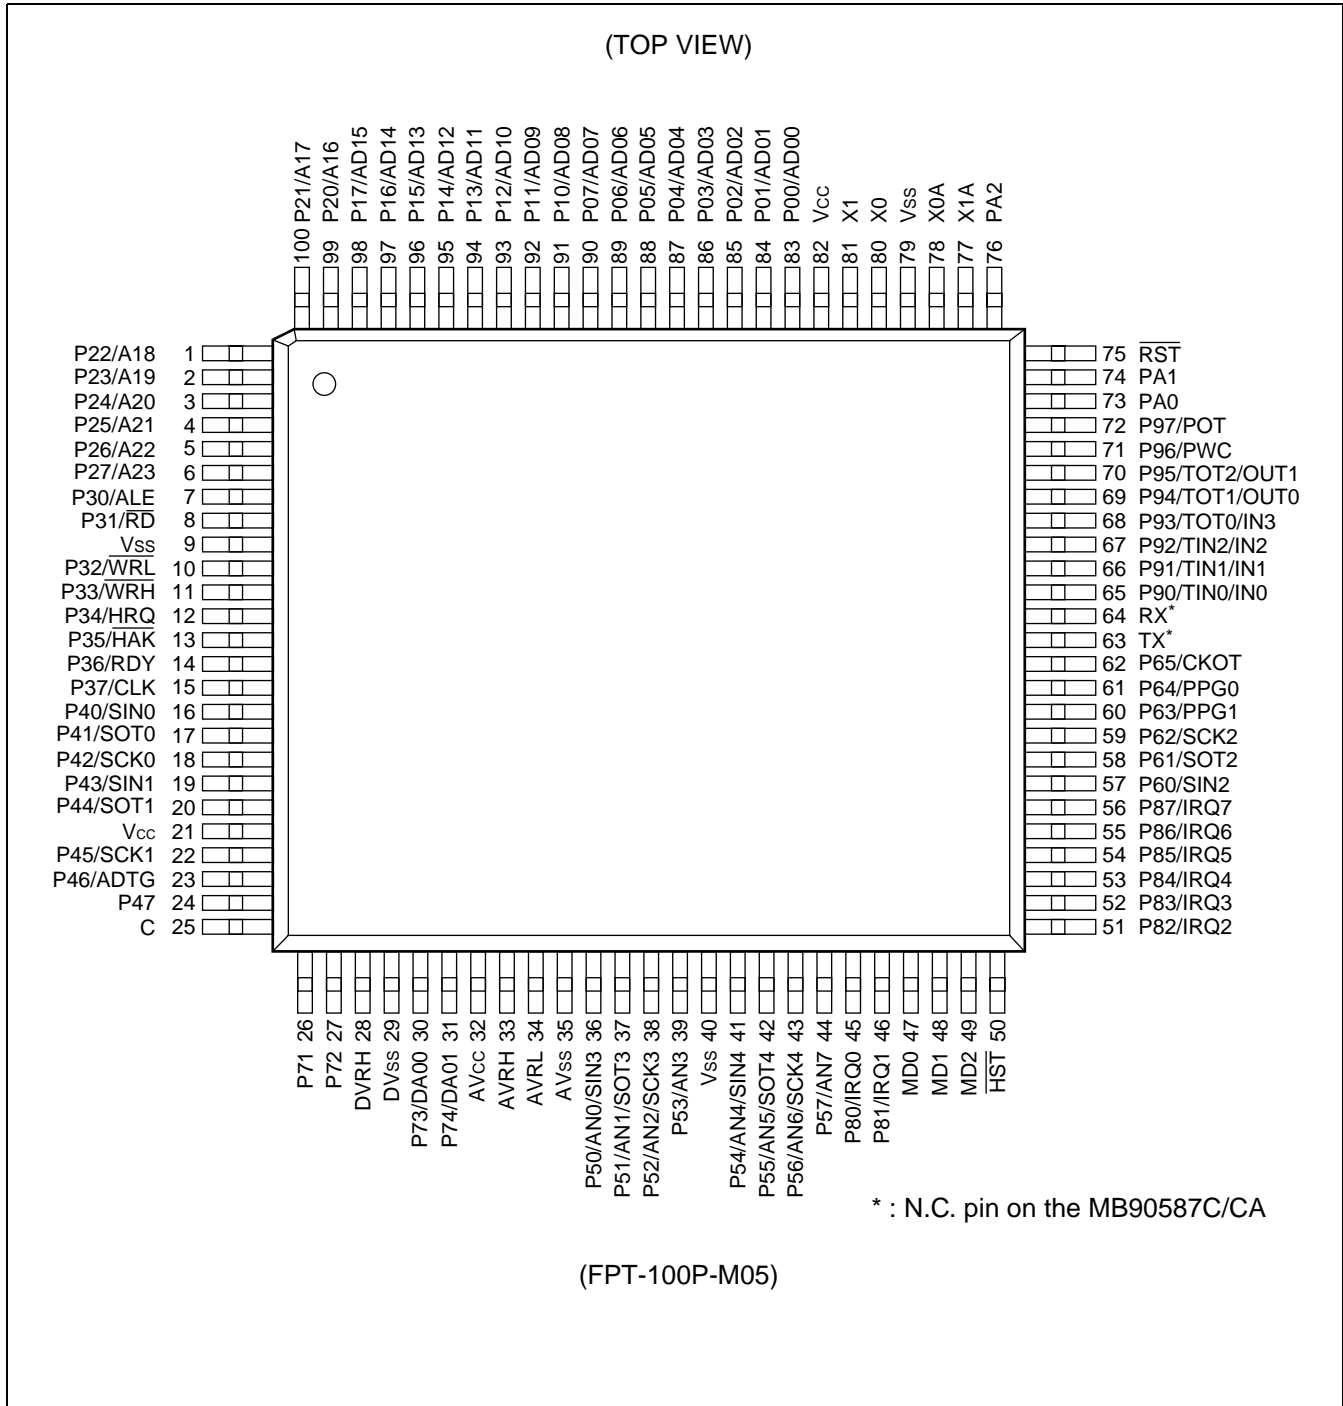 (TOP VIEW)
100 P21/A17
99 P20/A16
98 P17/AD15
97 P16/AD14
96 P15/AD13
95 P14/AD12
94 P13/AD11
93 P12/AD10
92 P11/AD09
91 P10/AD08
90 P07/AD07
89 P06/AD06
88 P05/AD05
87 P04/AD04
86 P03/AD03
85 P02/AD02
84 P01/AD01
83 P00/AD00
82 Vcc
81 X1
80 X0
79 Vss
78 X0A
77 X1A
76 PA2
P22/A18 1
P23/A19 2
P24/A20 3
P25/A21 4
P26/A22 5
P27/A23 6
P30/ALE 7
P31/R̅D̅ 8
Vss 9
P32/W̅R̅L̅ 10
P33/W̅R̅H̅ 11
P34/HRQ 12
P35/H̅A̅K̅ 13
P36/RDY 14
P37/CLK 15
P40/SIN0 16
P41/SOT0 17
P42/SCK0 18
P43/SIN1 19
P44/SOT1 20
Vcc 21
P45/SCK1 22
P46/ADTG 23
P47 24
C 25
75 R̅S̅T̅
74 PA1
73 PA0
72 P97/POT
71 P96/PWC
70 P95/TOT2/OUT1
69 P94/TOT1/OUT0
68 P93/TOT0/IN3
67 P92/TIN2/IN2
66 P91/TIN1/IN1
65 P90/TIN0/IN0
64 RX*
63 TX*
62 P65/CKOT
61 P64/PPG0
60 P63/PPG1
59 P62/SCK2
58 P61/SOT2
57 P60/SIN2
56 P87/IRQ7
55 P86/IRQ6
54 P85/IRQ5
53 P84/IRQ4
52 P83/IRQ3
51 P82/IRQ2
P71 26
P72 27
DVRH 28
DVss 29
P73/DA00 30
P74/DA01 31
AVcc 32
AVRH 33
AVRL 34
AVss 35
P50/AN0/SIN3 36
P51/AN1/SOT3 37
P52/AN2/SCK3 38
P53/AN3 39
Vss 40
P54/AN4/SIN4 41
P55/AN5/SOT4 42
P56/AN6/SCK4 43
P57/AN7 44
P80/IRQ0 45
P81/IRQ1 46
MD0 47
MD1 48
MD2 49
H̅S̅T̅ 50
* : N.C. pin on the MB90587C/CA
(FPT-100P-M05)